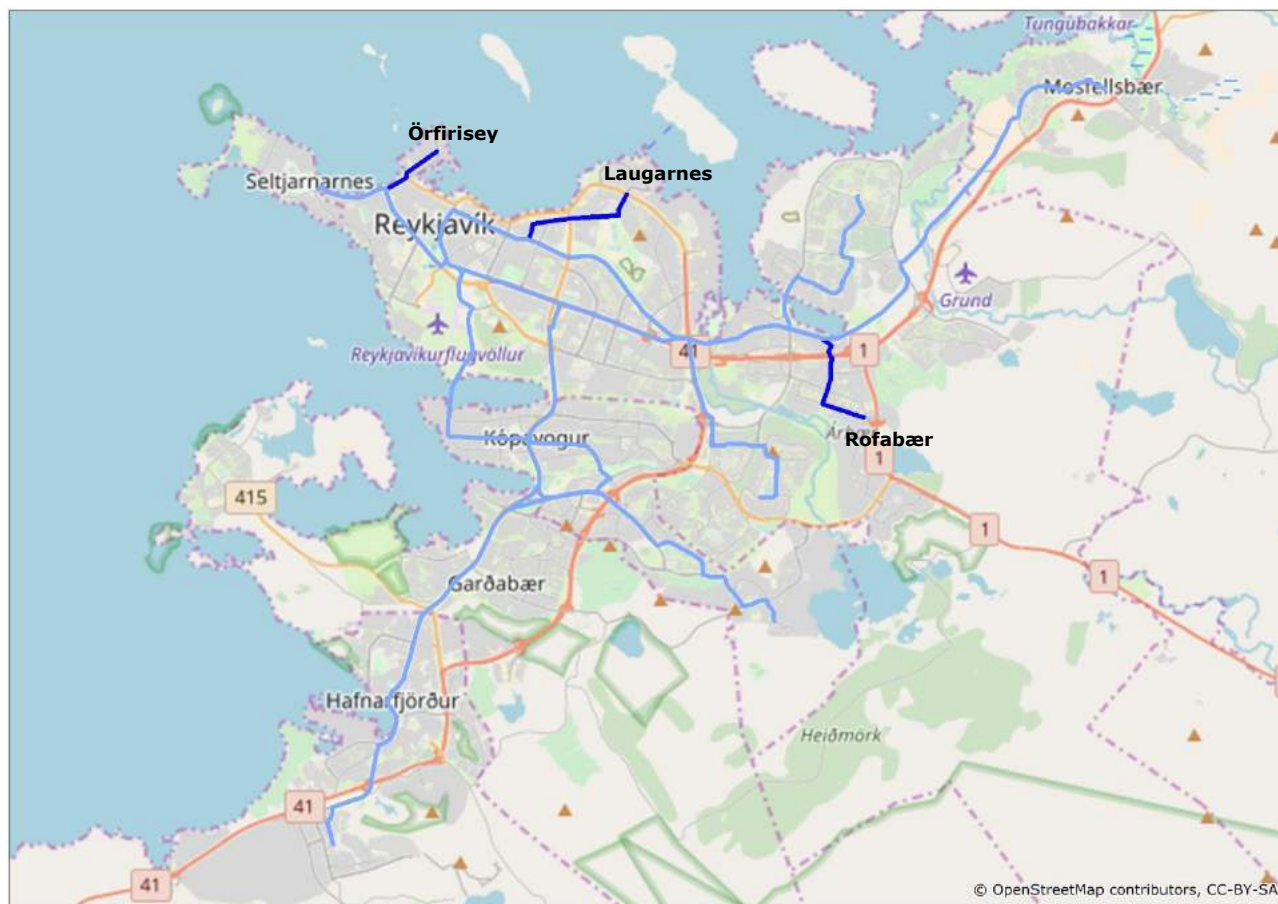 Tungubakkar
Mosfellsbær
Örfirisey
Laugarnes
Seltjarnarnes
Reykjavík
Grund
Reykjavíkurflugvöllur
41
1
Kópavogur
Árbær
Rofabær
1
415
1
1
Garðabær
Hafnarfjörður
Heiðmörk
41
41
© OpenStreetMap contributors, CC-BY-SA